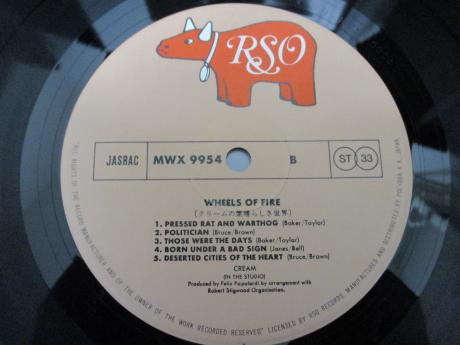 RSO
JASRAC MWX 9954 B ST 33
WHEELS OF FIRE
(クリームの素晴らしき世界)
1. PRESSED RAT AND WARTHOG (Baker/Taylor)
2. POLITICIAN (Bruce/Brown)
3. THOSE WERE THE DAYS (Baker/Taylor)
4. BORN UNDER A BAD SIGN (Jones/Bell)
5. DESERTED CITIES OF THE HEART (Bruce/Brown)
CREAM
(IN THE STUDIO)
Produced by Felix Pappalardi by arrangement with
Robert Stigwood Organisation.
"ALL RIGHTS OF THE MANUFACTURER AND OF THE OWNER OF THE WORK RECORDED RESERVED" LICENSED BY RSO RECORDS, MANUFACTURED AND DISTRIBUTED BY POLYDOR K.K. JAPAN